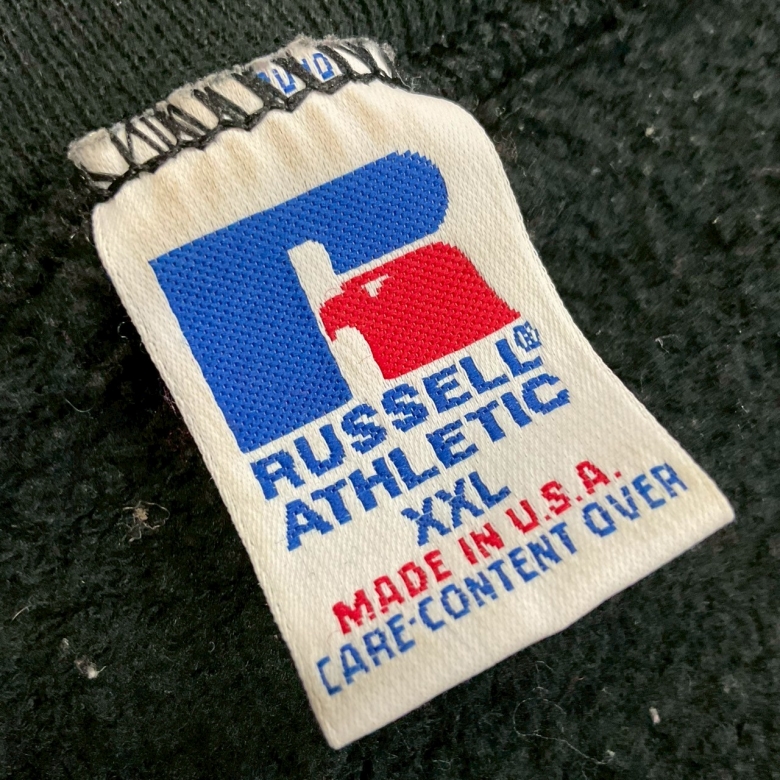 RUSSELL®
ATHLETIC
XXL
MADE IN U.S.A.
CARE-CONTENT OVER